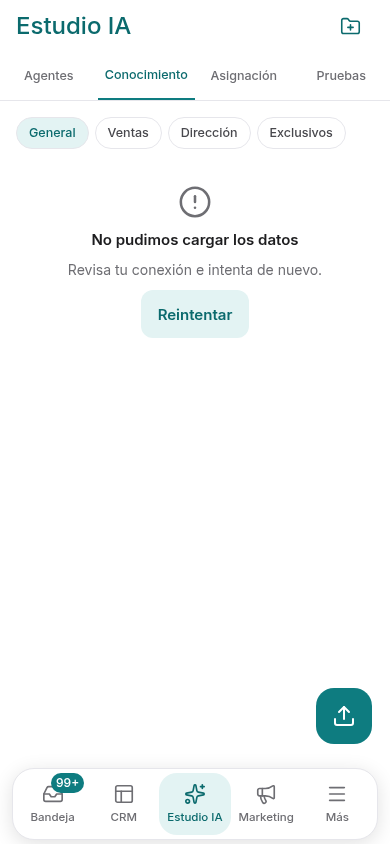 Estudio IA
Agentes
Conocimiento
Asignación
Pruebas
General
Ventas
Dirección
Exclusivos
No pudimos cargar los datos
Revisa tu conexión e intenta de nuevo.
Reintentar
99+
Bandeja
CRM
Estudio IA
Marketing
Más